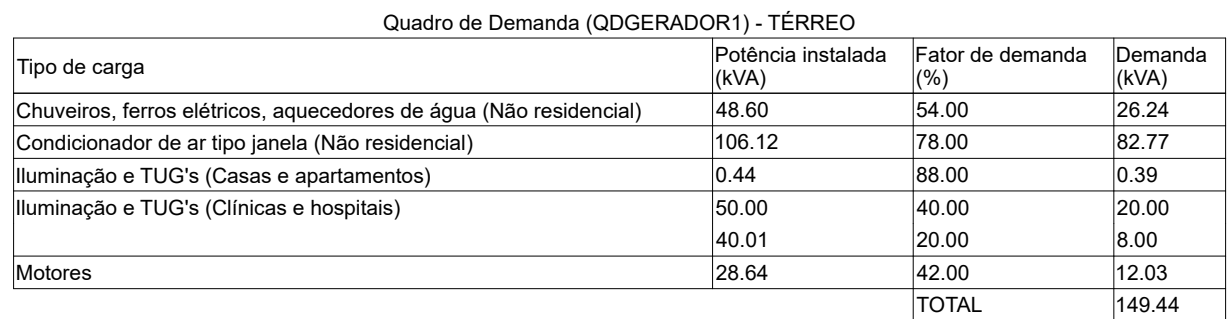 Quadro de Demanda (QDGERADOR1) - TÉRREO
Tipo de carga Potência instalada (kVA) Fator de demanda (%) Demanda (kVA)
Chuveiros, ferros elétricos, aquecedores de água (Não residencial) 48.60 54.00 26.24
Condicionador de ar tipo janela (Não residencial) 106.12 78.00 82.77
Iluminação e TUG's (Casas e apartamentos) 0.44 88.00 0.39
Iluminação e TUG's (Clínicas e hospitais) 50.00 40.00 20.00
40.01 20.00 8.00
Motores 28.64 42.00 12.03
TOTAL 149.44